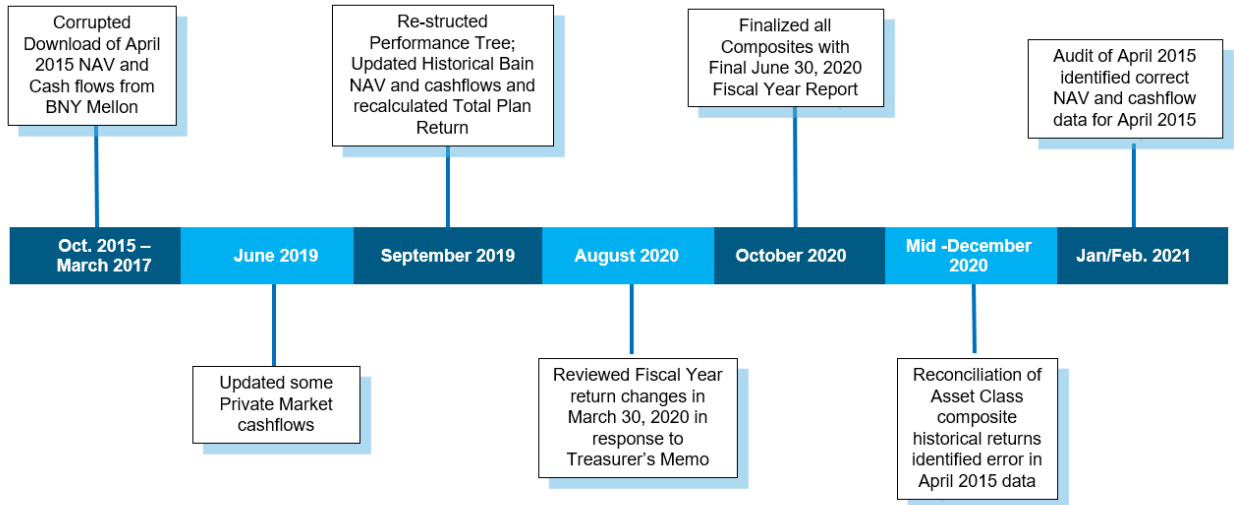 Corrupted
Download of April
2015 NAV and
Cash flows from
BNY Mellon
Re-structed
Performance Tree;
Updated Historical Bain
NAV and cashflows and
recalculated Total Plan
Return
Finalized all
Composites with
Final June 30, 2020
Fiscal Year Report
Audit of April 2015
identified correct
NAV and cashflow
data for April 2015
Oct. 2015 –
March 2017
June 2019
September 2019
August 2020
October 2020
Mid -December
2020
Jan/Feb. 2021
Updated some
Private Market
cashflows
Reviewed Fiscal Year
return changes in
March 30, 2020 in
response to
Treasurer's Memo
Reconciliation of
Asset Class
composite
historical returns
identified error in
April 2015 data